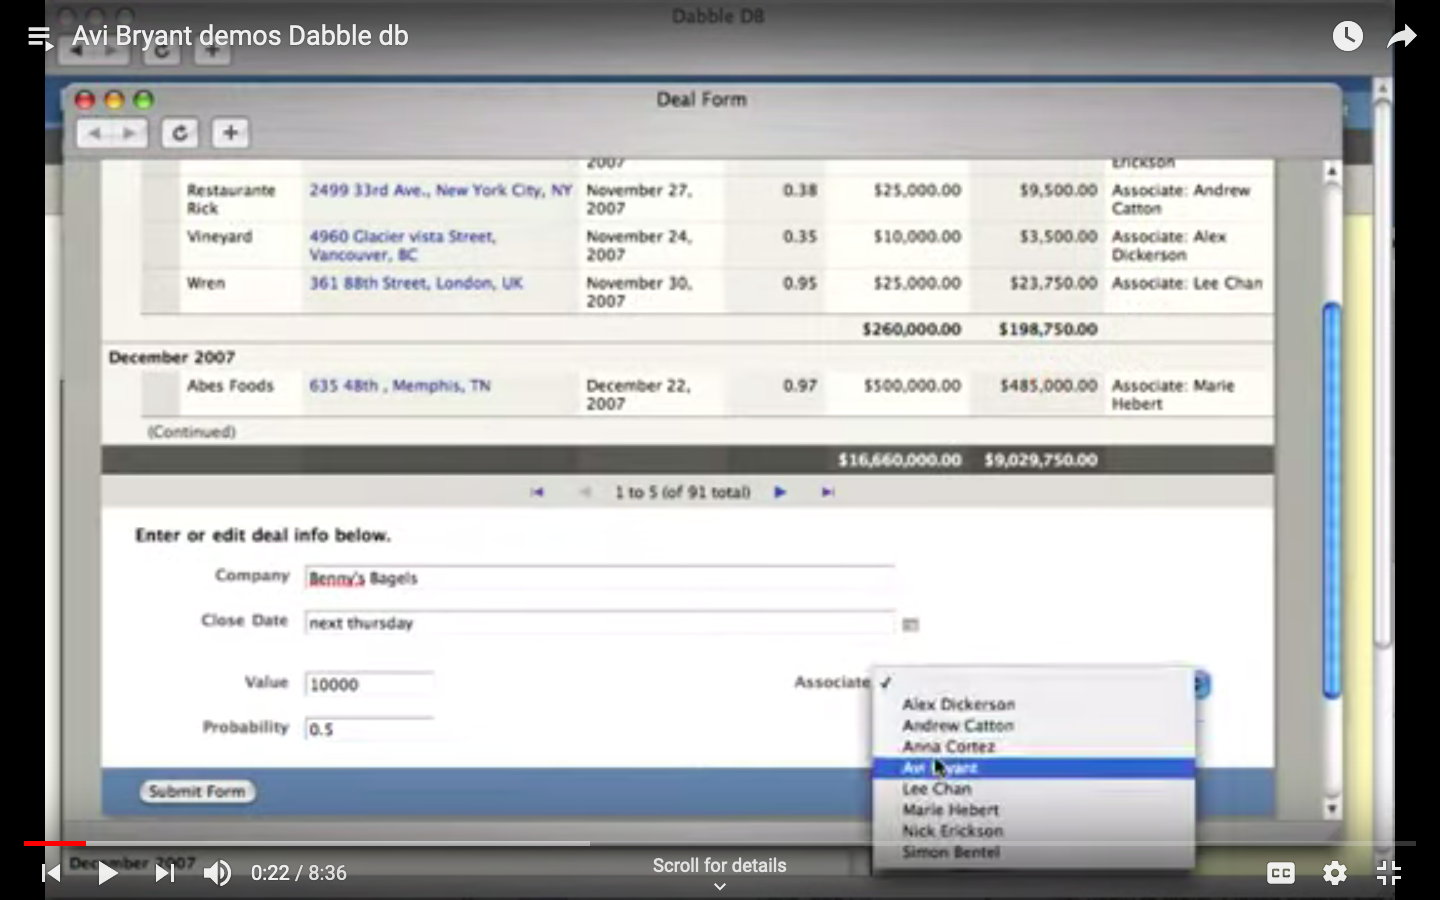 Dabble DB
Avi Bryant demos Dabble db
Deal Form
2007 Erickson
Restaurante Rick 2499 33rd Ave., New York City, NY November 27, 2007 0.38 $25,000.00 $9,500.00 Associate: Andrew Catton
Vineyard 4960 Glacier vista Street, Vancouver, BC November 24, 2007 0.35 $10,000.00 $3,500.00 Associate: Alex Dickerson
Wren 361 88th Street, London, UK November 30, 2007 0.95 $25,000.00 $23,750.00 Associate: Lee Chan
$260,000.00 $198,750.00
December 2007
Abes Foods 635 48th , Memphis, TN December 22, 2007 0.97 $500,000.00 $485,000.00 Associate: Marie Hebert
(Continued)
$16,660,000.00 $9,029,750.00
1 to 5 (of 91 total)
Enter or edit deal info below.
Company Benny's Bagels
Close Date next thursday
Value 10000
Associate ✓
Probability 0.5
Alex Dickerson
Andrew Catton
Anna Cortez
Avi Bryant
Lee Chan
Marie Hebert
Nick Erickson
Simon Bentel
Submit Form
December 2007
0:22 / 8:36
Scroll for details
CC